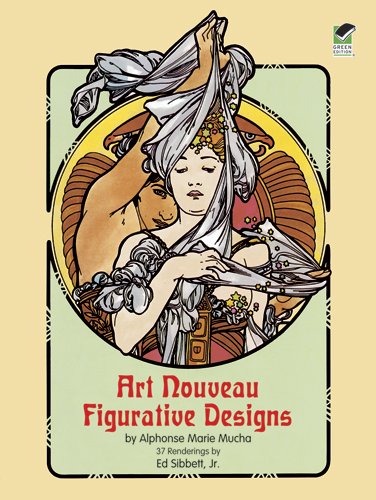 GREEN
EDITION
Art Nouveau
Figurative Designs
by Alphonse Marie Mucha
37 Renderings by
Ed Sibbett, Jr.